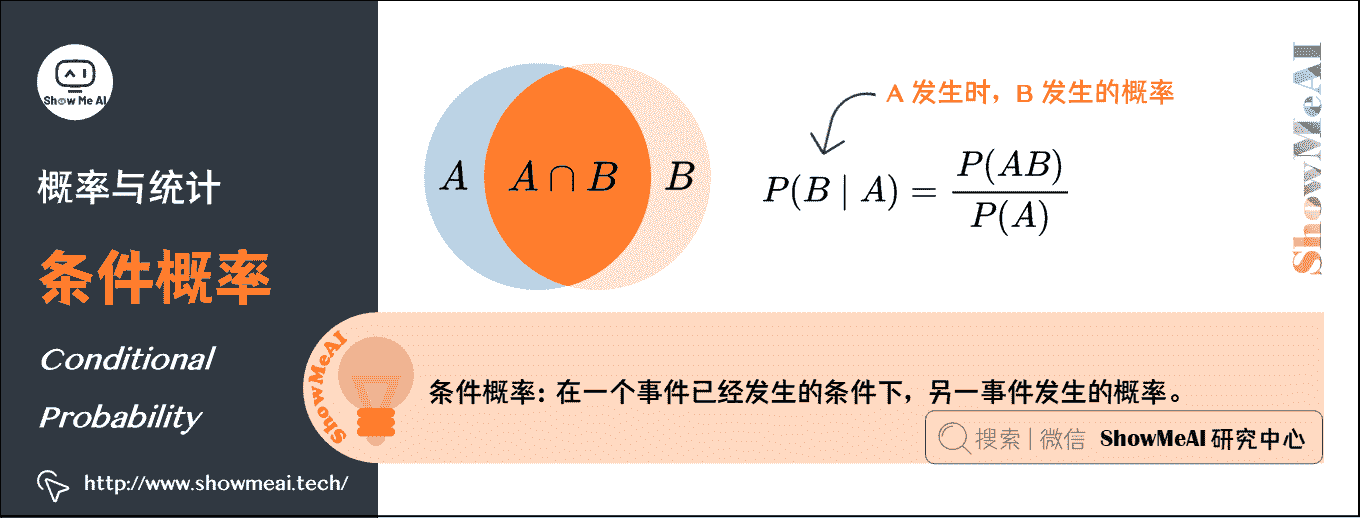 Show Me AI
概率与统计
条件概率
Conditional
Probability
http://www.showmeai.tech/
A
A ∩ B
B
A 发生时，B 发生的概率
P(B | A) = P(AB) / P(A)
ShowMeAI
ShowMeAI
条件概率: 在一个事件已经发生的条件下，另一事件发生的概率。
搜索 | 微信 ShowMeAI 研究中心